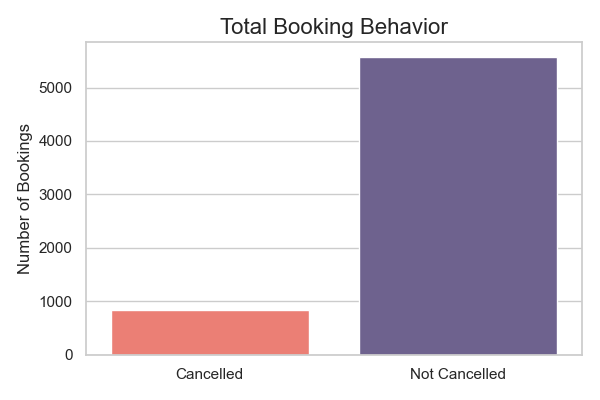 Total Booking Behavior
Number of Bookings
5000
4000
3000
2000
1000
0
Cancelled
Not Cancelled